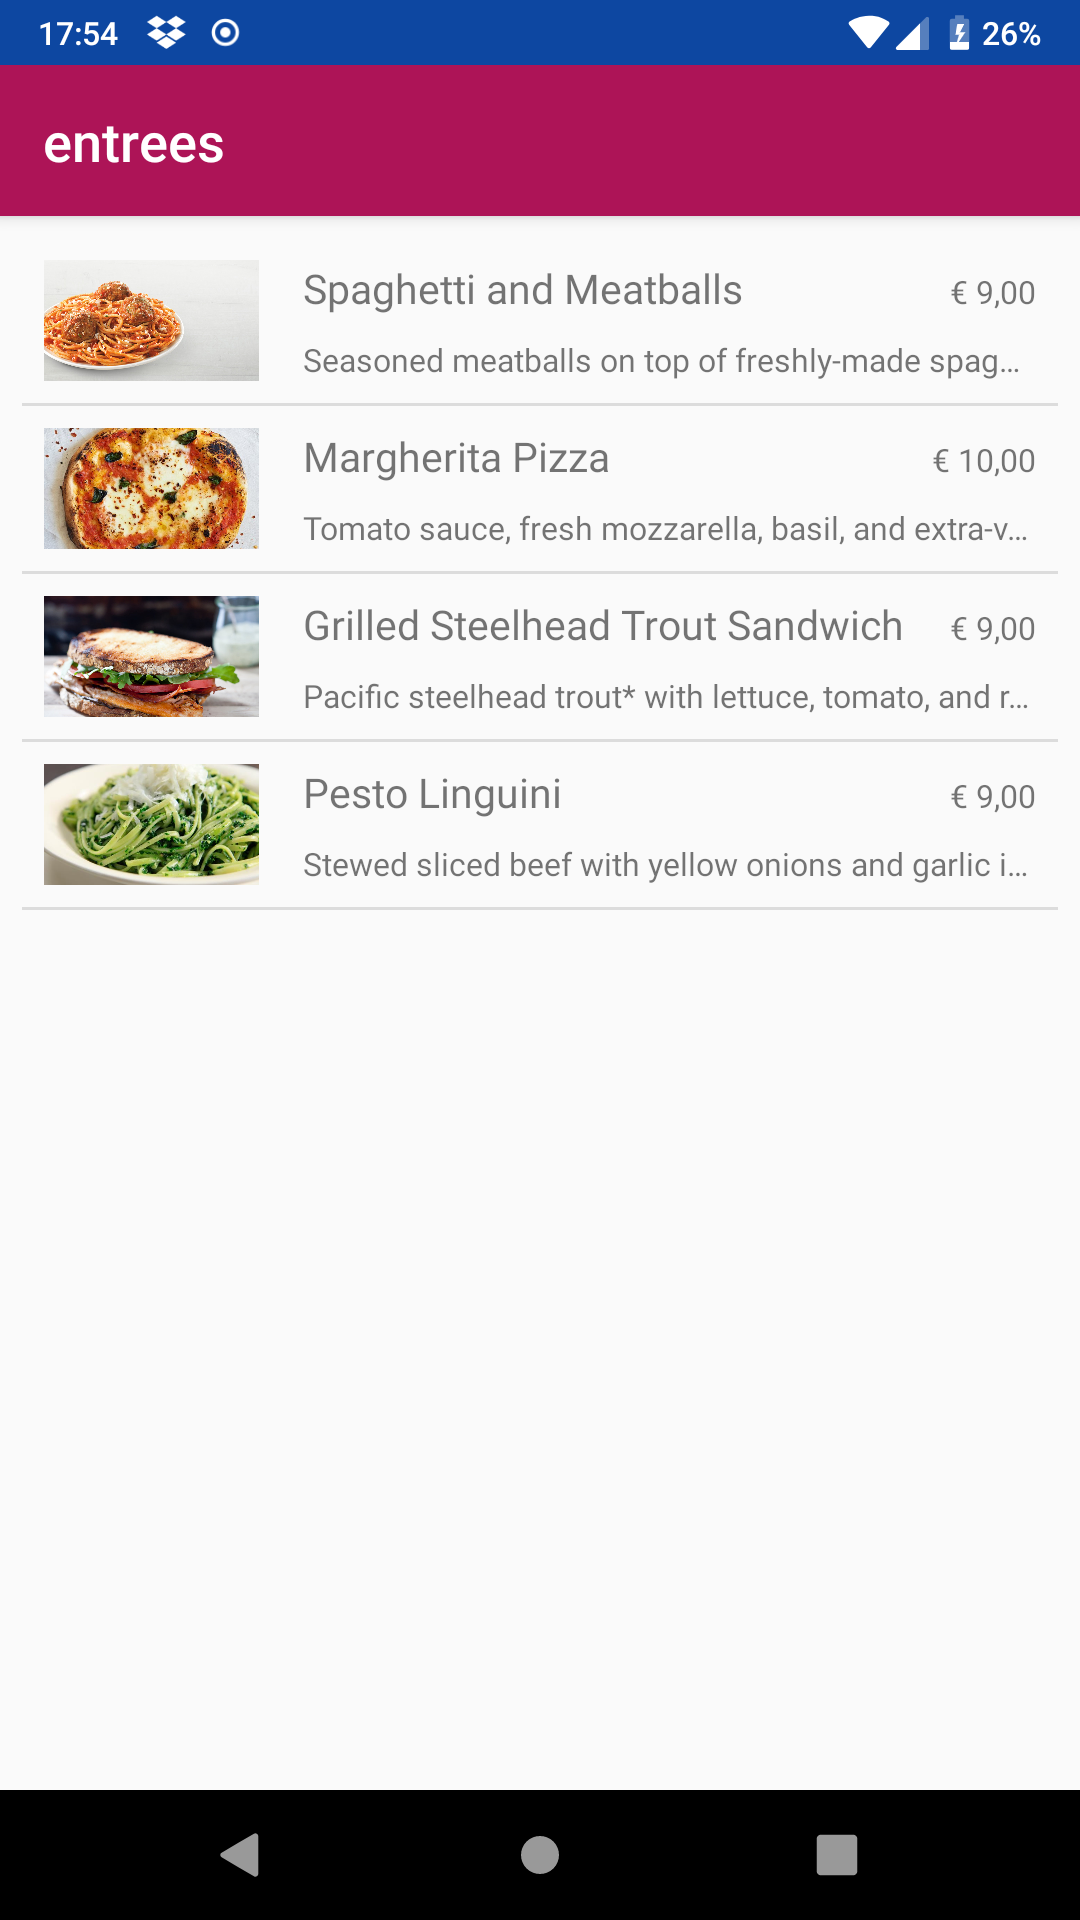 17:54
26%
entrees
Spaghetti and Meatballs
€ 9,00
Seasoned meatballs on top of freshly-made spag...
Margherita Pizza
€ 10,00
Tomato sauce, fresh mozzarella, basil, and extra-v...
Grilled Steelhead Trout Sandwich
€ 9,00
Pacific steelhead trout* with lettuce, tomato, and r...
Pesto Linguini
€ 9,00
Stewed sliced beef with yellow onions and garlic i...